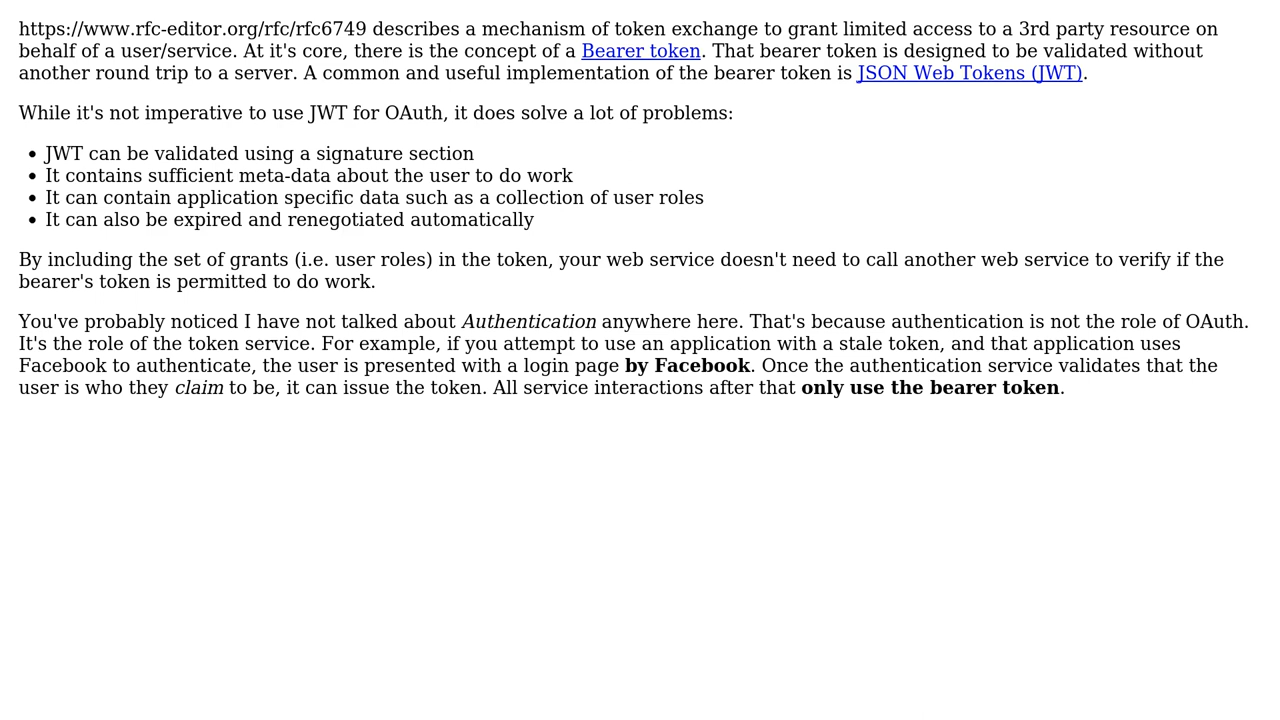 https://www.rfc-editor.org/rfc/rfc6749 describes a mechanism of token exchange to grant limited access to a 3rd party resource on
behalf of a user/service. At it's core, there is the concept of a Bearer token. That bearer token is designed to be validated without
another round trip to a server. A common and useful implementation of the bearer token is JSON Web Tokens (JWT).
While it's not imperative to use JWT for OAuth, it does solve a lot of problems:
• JWT can be validated using a signature section
• It contains sufficient meta-data about the user to do work
• It can contain application specific data such as a collection of user roles
• It can also be expired and renegotiated automatically
By including the set of grants (i.e. user roles) in the token, your web service doesn't need to call another web service to verify if the
bearer's token is permitted to do work.
You've probably noticed I have not talked about Authentication anywhere here. That's because authentication is not the role of OAuth.
It's the role of the token service. For example, if you attempt to use an application with a stale token, and that application uses
Facebook to authenticate, the user is presented with a login page by Facebook. Once the authentication service validates that the
user is who they claim to be, it can issue the token. All service interactions after that only use the bearer token.